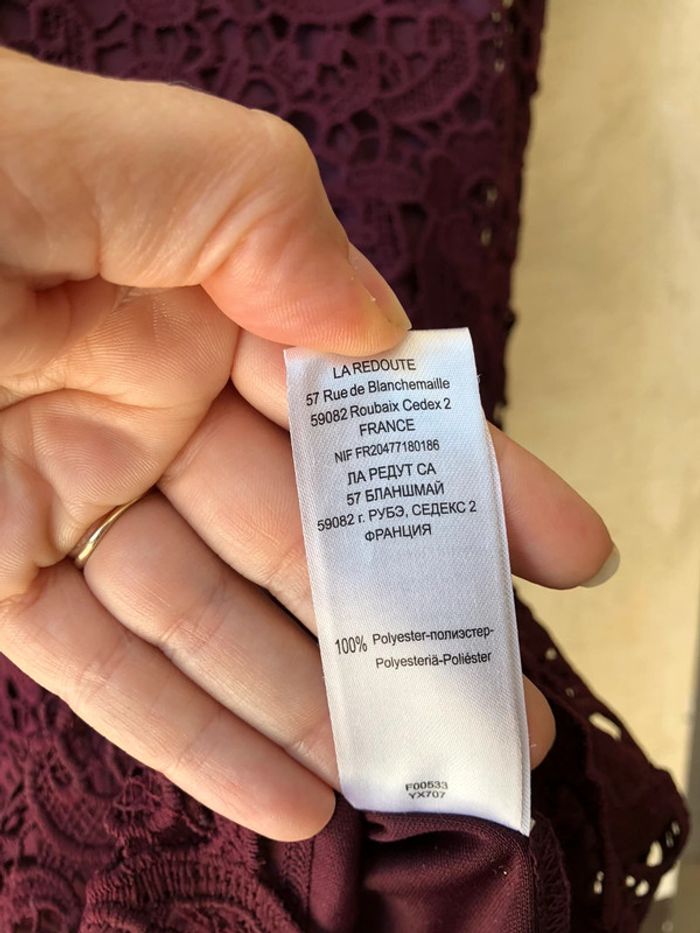 LA REDOUTE
57 Rue de Blanchemaille
59082 Roubaix Cedex 2
FRANCE
NIF FR20477180186
ЛА РЕДУТ СА
57 БЛАНШМАЙ
59082 г. РУБЭ, СЕДЕКС 2
ФРАНЦИЯ
100% Polyester-полиэстер-
Polyesteriä-Poliéster
F00533
YX707